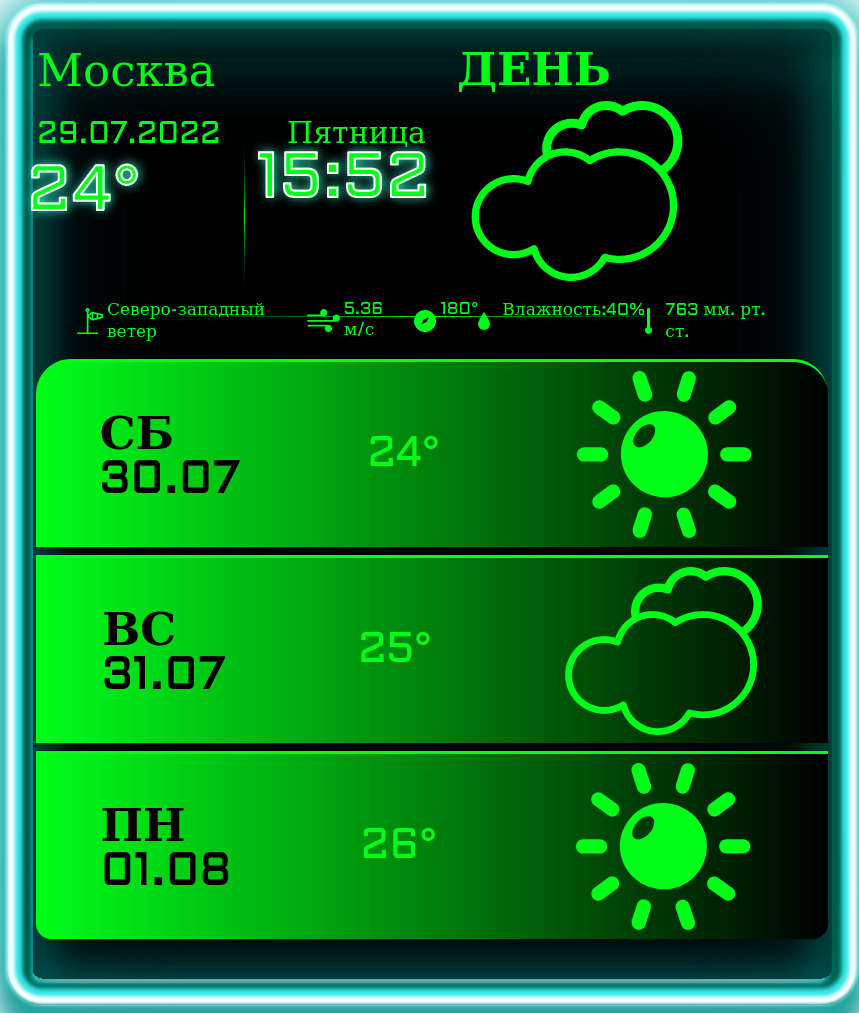 Москва
ДЕНЬ
29.07.2022
Пятница
24°
15:52
Северо-западный
ветер
5.36
м/с
180°
Влажность:40%
763 мм. рт.
ст.
СБ
30.07
24°
ВС
31.07
25°
ПН
01.08
26°